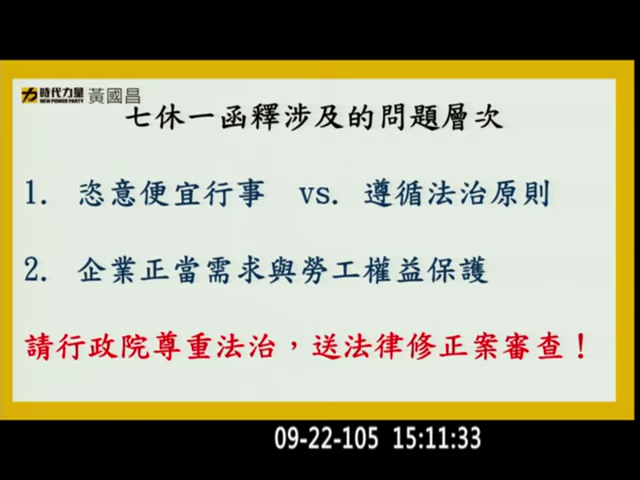 時代力量 黃國昌
NEW POWER PARTY
七休一函釋涉及的問題層次
1. 恣意便宜行事 vs. 遵循法治原則
2. 企業正當需求與勞工權益保護
請行政院尊重法治，送法律修正案審查！
09-22-105 15:11:33